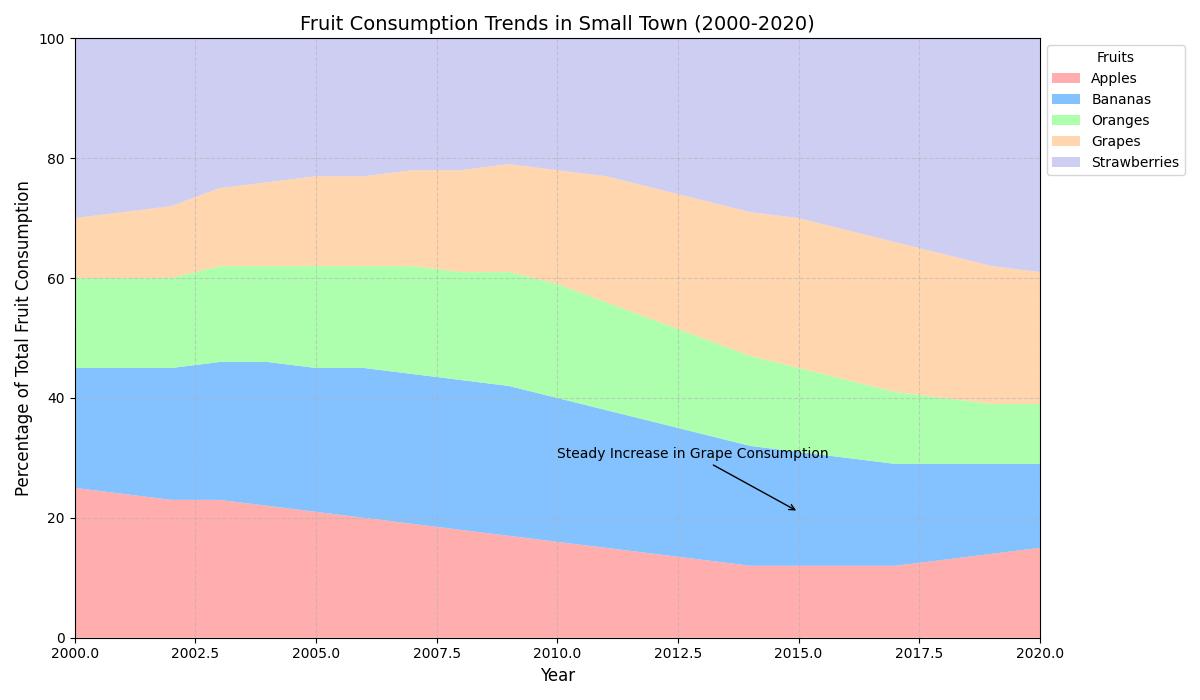 Fruit Consumption Trends in Small Town (2000-2020)
Percentage of Total Fruit Consumption
100
80
60
40
20
0
2000.0 2002.5 2005.0 2007.5 2010.0 2012.5 2015.0 2017.5 2020.0
Year
Steady Increase in Grape Consumption
Fruits
Apples
Bananas
Oranges
Grapes
Strawberries